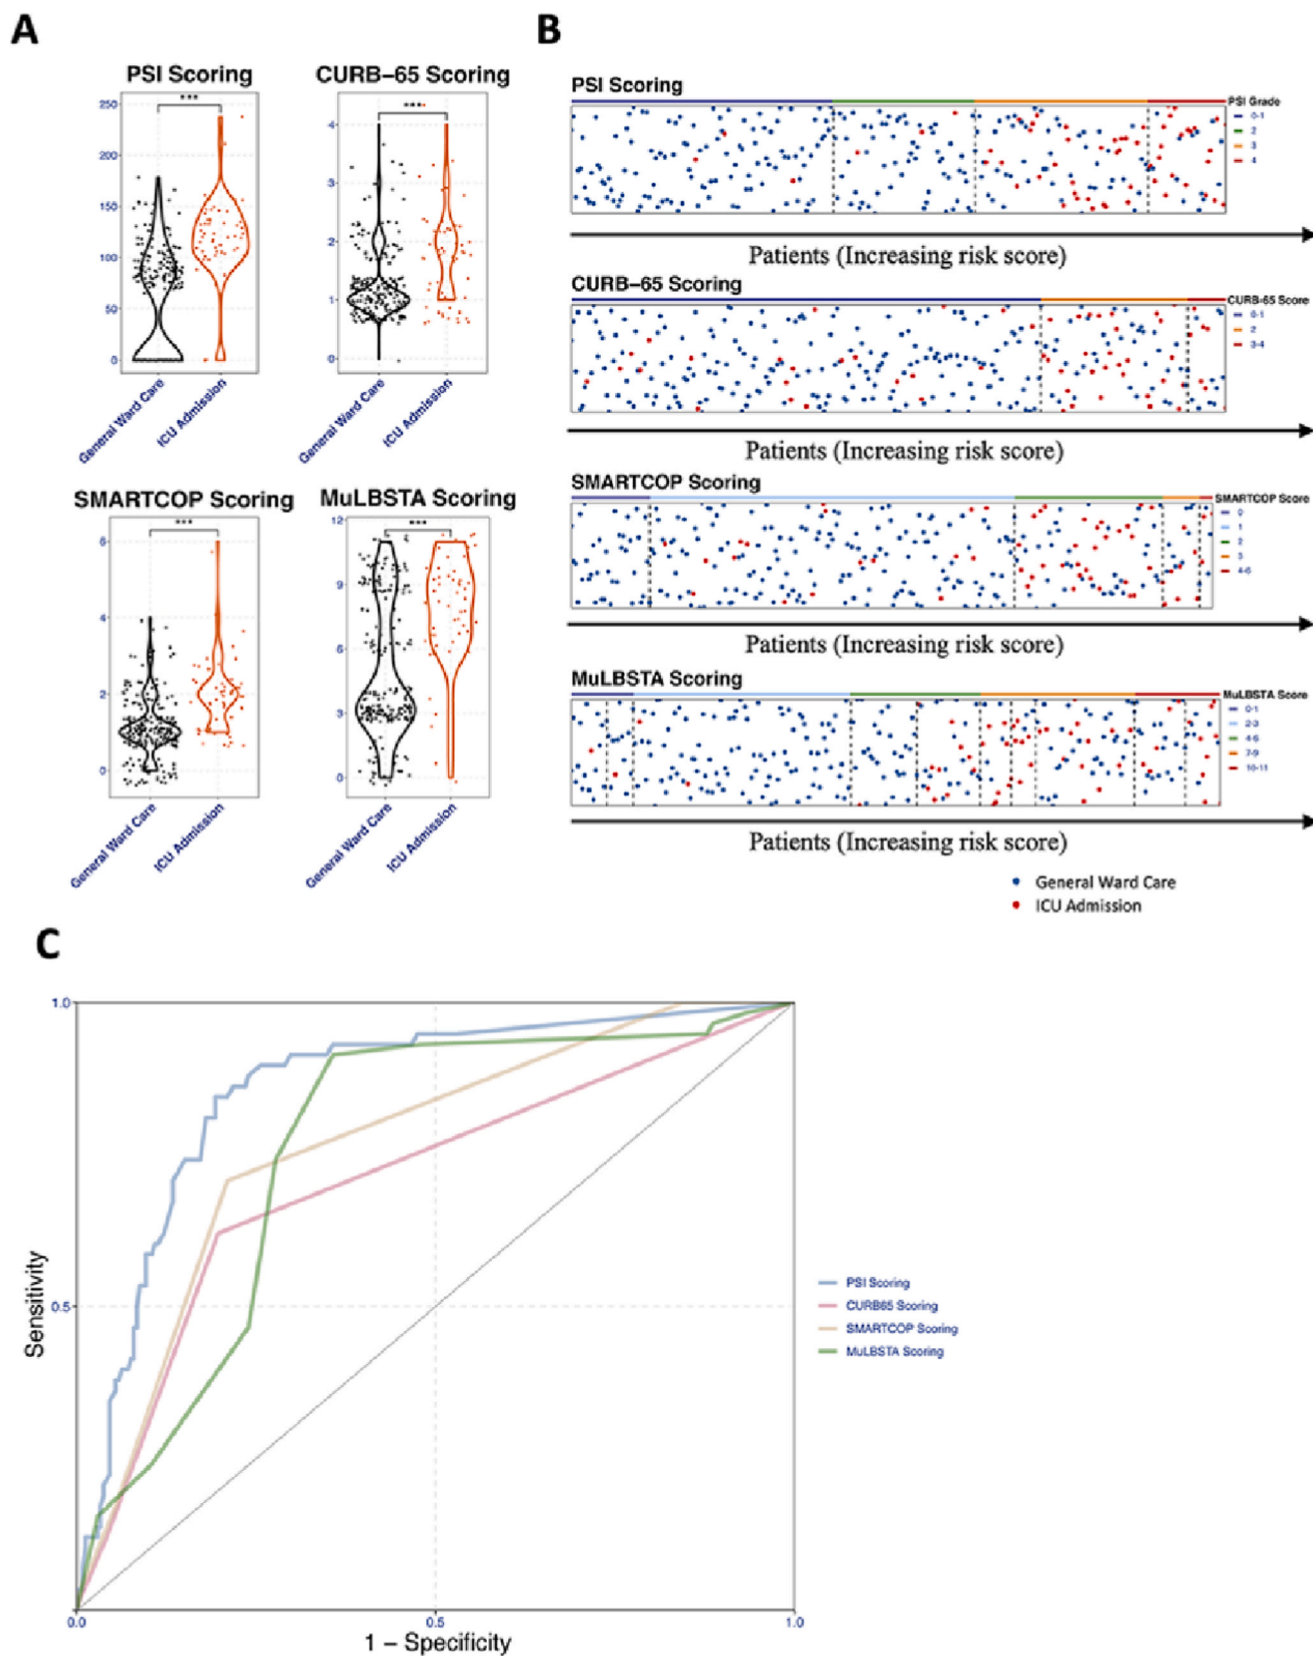 A
PSI Scoring
***
250
200
150
100
50
0
General Ward Care
ICU Admission
CURB-65 Scoring
***
4
3
2
1
0
General Ward Care
ICU Admission
SMARTCOP Scoring
***
6
4
2
0
General Ward Care
ICU Admission
MuLBSTA Scoring
***
12
9
6
3
0
General Ward Care
ICU Admission
B
PSI Scoring
PSI Grade
0-1
2
3
4
Patients (Increasing risk score)
CURB-65 Scoring
CURB-65 Score
0-1
2
3-4
Patients (Increasing risk score)
SMARTCOP Scoring
SMARTCOP Score
0
1
2
3
4-6
Patients (Increasing risk score)
MuLBSTA Scoring
MuLBSTA Score
0-1
2-3
4-6
7-9
10-11
Patients (Increasing risk score)
General Ward Care
ICU Admission
C
1.0
0.5
0.0
0.5
1.0
Sensitivity
1 – Specificity
PSI Scoring
CURB65 Scoring
SMARTCOP Scoring
MuLBSTA Scoring